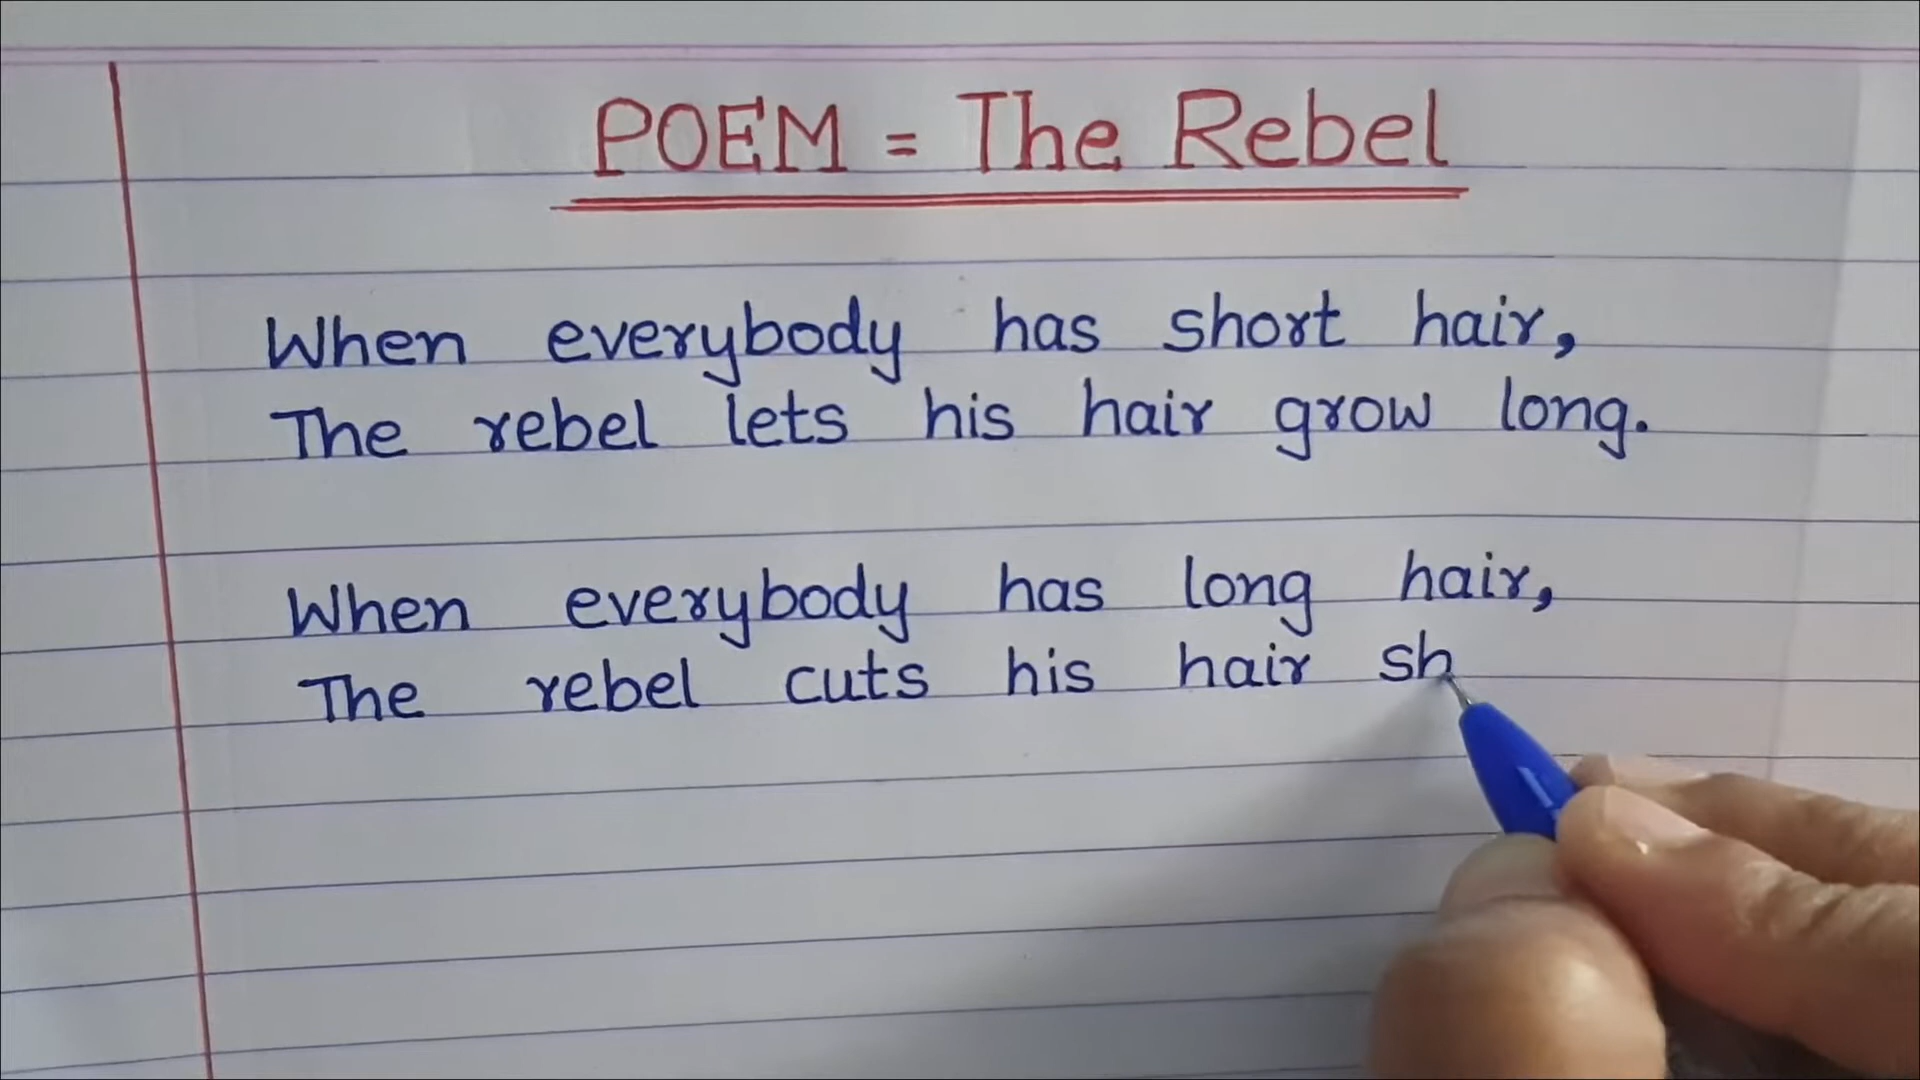 POEM = The Rebel
When everybody has short hair,
The rebel lets his hair grow long.
When everybody has long hair,
The rebel cuts his hair sh